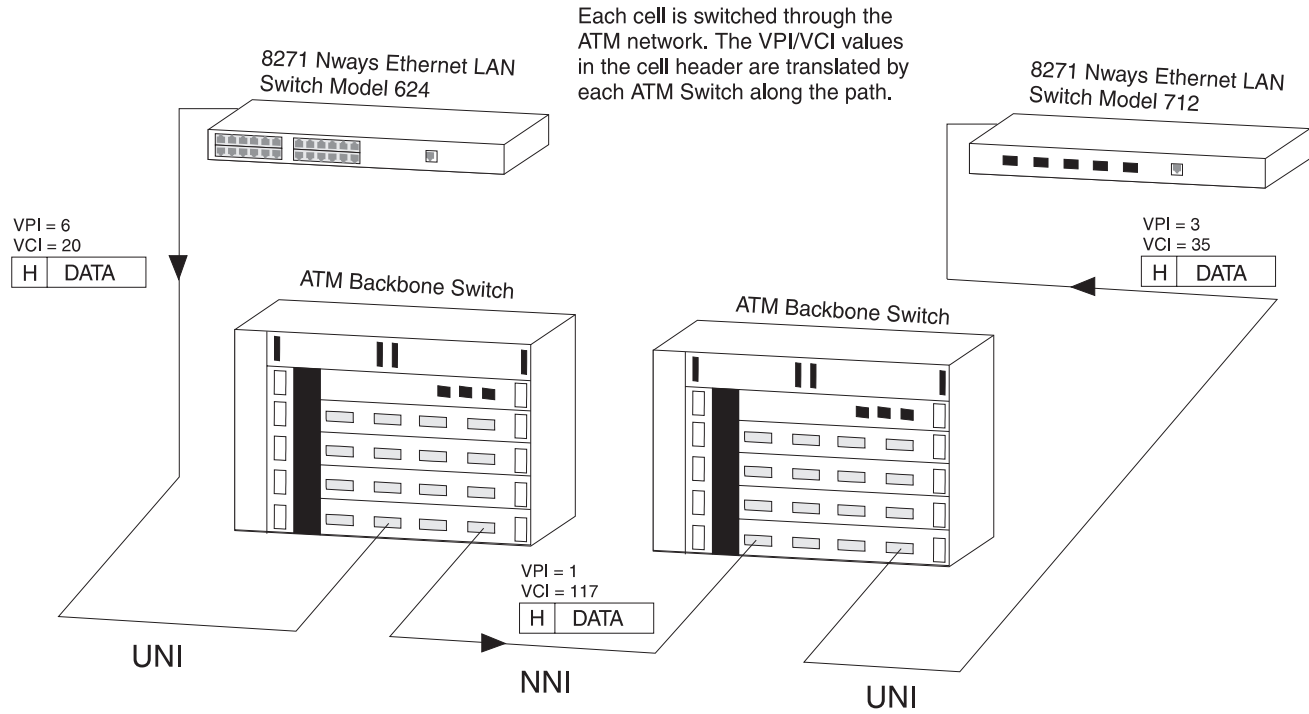 Each cell is switched through the
ATM network. The VPI/VCI values
in the cell header are translated by
each ATM Switch along the path.
8271 Nways Ethernet LAN
Switch Model 624
8271 Nways Ethernet LAN
Switch Model 712
VPI = 6
VCI = 20
H DATA
VPI = 3
VCI = 35
H DATA
ATM Backbone Switch
ATM Backbone Switch
VPI = 1
VCI = 117
H DATA
UNI
NNI
UNI